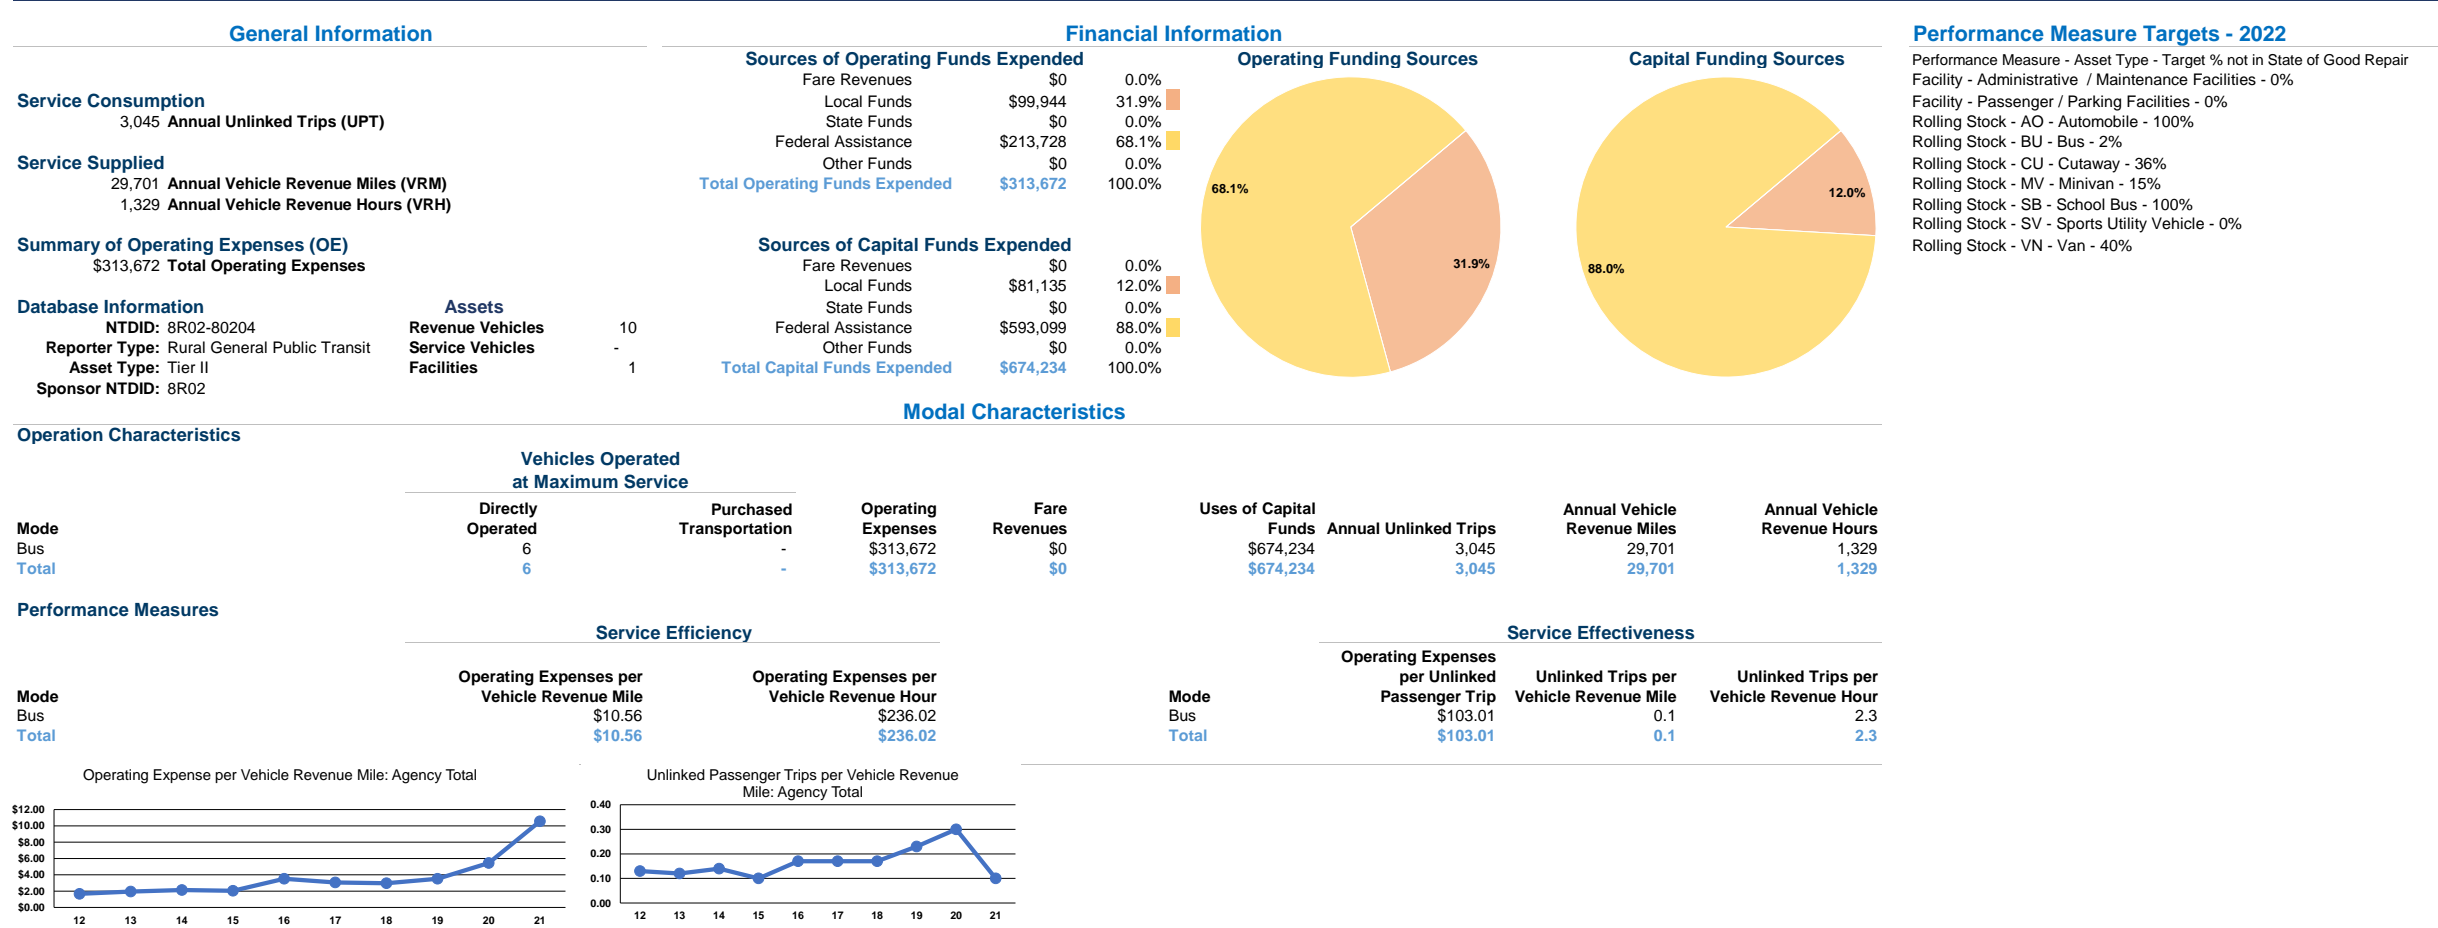 General Information
Service Consumption
3,045 Annual Unlinked Trips (UPT)
Service Supplied
29,701 Annual Vehicle Revenue Miles (VRM)
1,329 Annual Vehicle Revenue Hours (VRH)
Summary of Operating Expenses (OE)
$313,672 Total Operating Expenses
Database Information
NTDID: 8R02-80204
Reporter Type: Rural General Public Transit
Asset Type: Tier II
Sponsor NTDID: 8R02
Assets
Revenue Vehicles 10
Service Vehicles -
Facilities 1
Financial Information
Sources of Operating Funds Expended
Fare Revenues $0 0.0%
Local Funds $99,944 31.9%
State Funds $0 0.0%
Federal Assistance $213,728 68.1%
Other Funds $0 0.0%
Total Operating Funds Expended $313,672 100.0%
Sources of Capital Funds Expended
Fare Revenues $0 0.0%
Local Funds $81,135 12.0%
State Funds $0 0.0%
Federal Assistance $593,099 88.0%
Other Funds $0 0.0%
Total Capital Funds Expended $674,234 100.0%
Operating Funding Sources
68.1%
31.9%
Capital Funding Sources
12.0%
88.0%
Performance Measure Targets - 2022
Performance Measure - Asset Type - Target % not in State of Good Repair
Facility - Administrative / Maintenance Facilities - 0%
Facility - Passenger / Parking Facilities - 0%
Rolling Stock - AO - Automobile - 100%
Rolling Stock - BU - Bus - 2%
Rolling Stock - CU - Cutaway - 36%
Rolling Stock - MV - Minivan - 15%
Rolling Stock - SB - School Bus - 100%
Rolling Stock - SV - Sports Utility Vehicle - 0%
Rolling Stock - VN - Van - 40%
Modal Characteristics
Operation Characteristics
Vehicles Operated
at Maximum Service
Directly Purchased Operating Fare Uses of Capital Annual Vehicle Annual Vehicle
Mode Operated Transportation Expenses Revenues Funds Annual Unlinked Trips Revenue Miles Revenue Hours
Bus 6 - $313,672 $0 $674,234 3,045 29,701 1,329
Total 6 - $313,672 $0 $674,234 3,045 29,701 1,329
Performance Measures
Service Efficiency
Operating Expenses per Operating Expenses per
Mode Vehicle Revenue Mile Vehicle Revenue Hour
Bus $10.56 $236.02
Total $10.56 $236.02
Service Effectiveness
Operating Expenses
per Unlinked Unlinked Trips per Unlinked Trips per
Mode Passenger Trip Vehicle Revenue Mile Vehicle Revenue Hour
Bus $103.01 0.1 2.3
Total $103.01 0.1 2.3
Operating Expense per Vehicle Revenue Mile: Agency Total
$12.00
$10.00
$8.00
$6.00
$4.00
$2.00
$0.00
12 13 14 15 16 17 18 19 20 21
Unlinked Passenger Trips per Vehicle Revenue
Mile: Agency Total
0.40
0.30
0.20
0.10
0.00
12 13 14 15 16 17 18 19 20 21